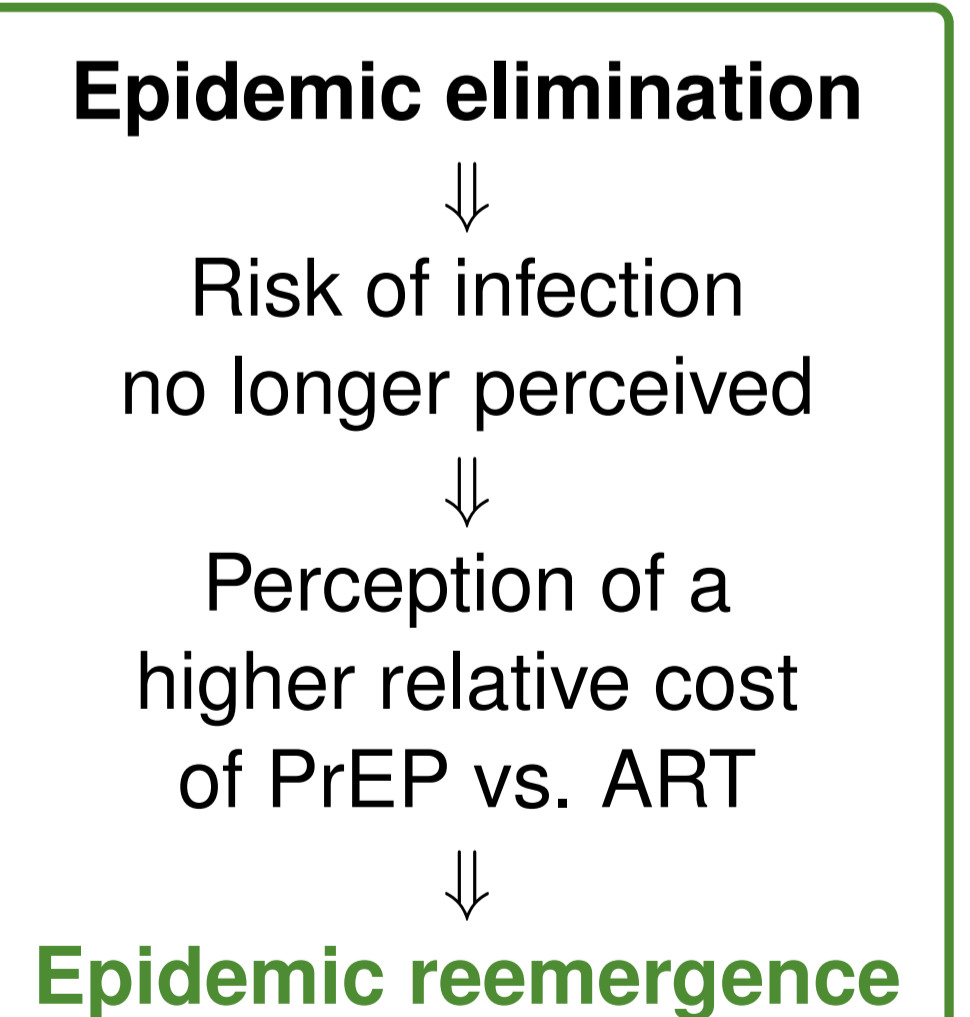 Epidemic elimination
⇓
Risk of infection
no longer perceived
⇓
Perception of a
higher relative cost
of PrEP vs. ART
⇓
Epidemic reemergence